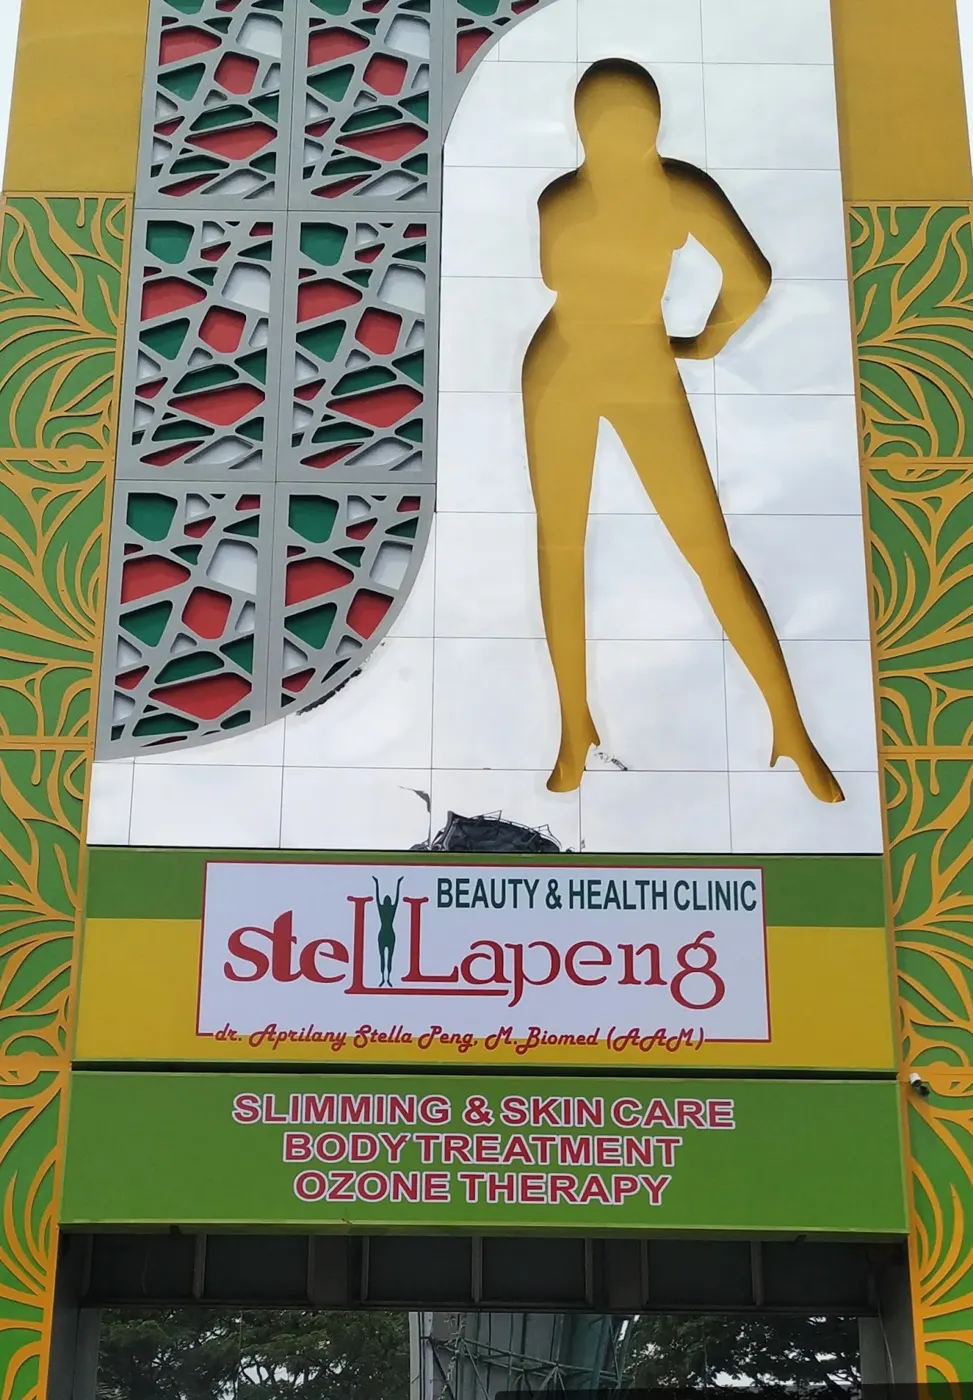 BEAUTY & HEALTH CLINIC
steLLapeng
dr. Aprilany Stella Peng, M. Biomed (AAM)
SLIMMING & SKIN CARE
BODY TREATMENT
OZONE THERAPY